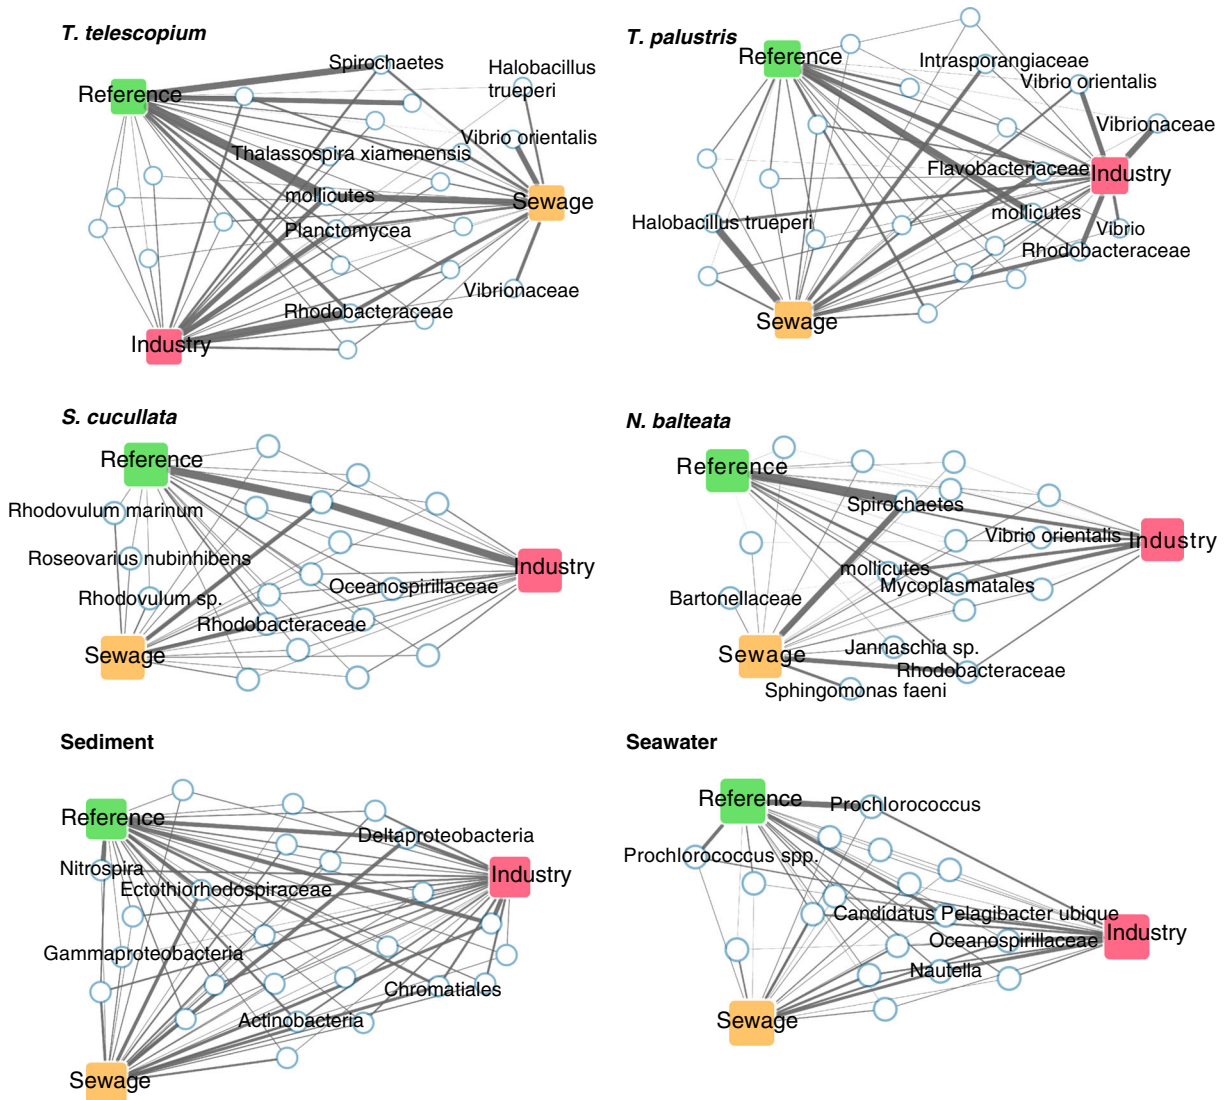 T. telescopium
Reference
Spirochaetes
Halobacillus
trueperi
Vibrio orientalis
Thalassospira xiamenensis
mollicutes
Sewage
Planctomycea
Vibrionaceae
Rhodobacteraceae
Industry
T. palustris
Reference
Intrasporangiaceae
Vibrio orientalis
Vibrionaceae
Flavobacteriaceae
Industry
mollicutes
Halobacillus trueperi
Vibrio
Rhodobacteraceae
Sewage
S. cucullata
Reference
Rhodovulum marinum
Roseovarius nubinhibens
Industry
Oceanospirillaceae
Rhodovulum sp.
Rhodobacteraceae
Sewage
N. balteata
Reference
Spirochaetes
Vibrio orientalis
Industry
mollicutes
Mycoplasmatales
Bartonellaceae
Jannaschia sp.
Sewage
Rhodobacteraceae
Sphingomonas faeni
Sediment
Reference
Deltaproteobacteria
Nitrospira
Industry
Ectothiorhodospiraceae
Gammaproteobacteria
Chromatiales
Actinobacteria
Sewage
Seawater
Reference
Prochlorococcus
Prochlorococcus spp.
Candidatus Pelagibacter ubique
Industry
Oceanospirillaceae
Nautella
Sewage